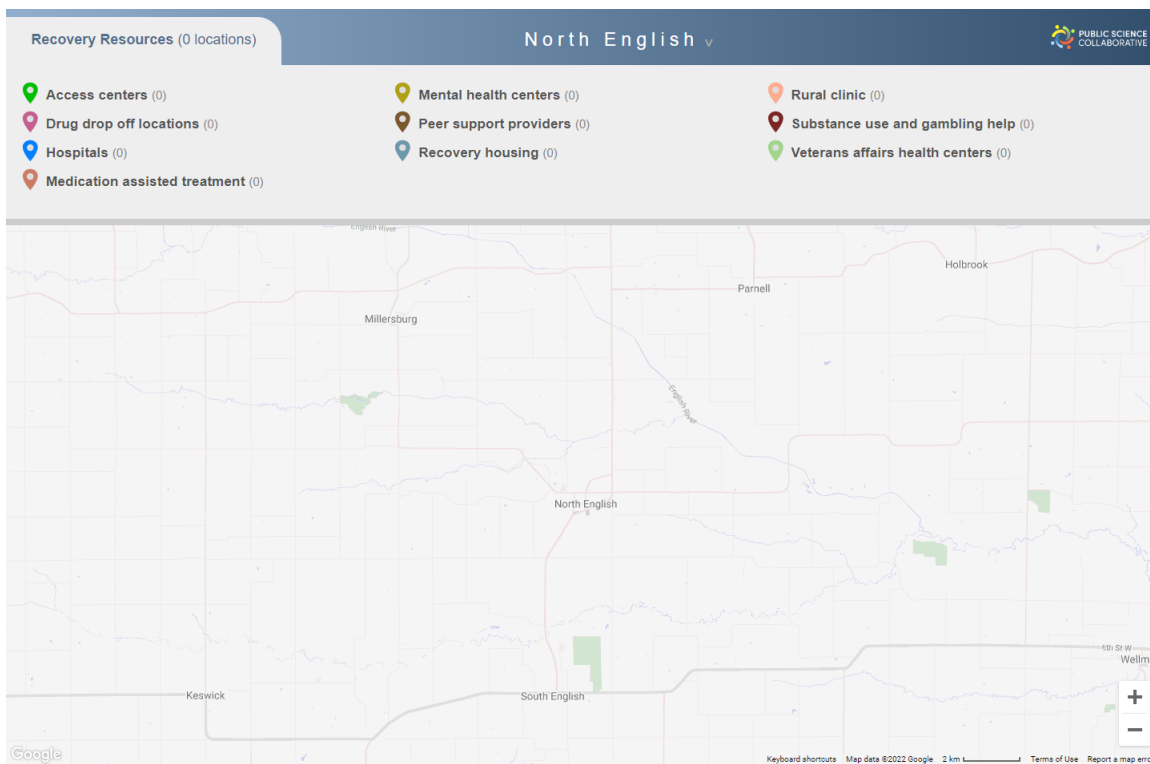 Recovery Resources (0 locations)
North English v
PUBLIC SCIENCE
COLLABORATIVE
Access centers (0)
Mental health centers (0)
Rural clinic (0)
Drug drop off locations (0)
Peer support providers (0)
Substance use and gambling help (0)
Hospitals (0)
Recovery housing (0)
Veterans affairs health centers (0)
Medication assisted treatment (0)
English River
Holbrook
Parnell
Millersburg
English River
North English
6th St W
Wellm
Keswick
South English
+
−
Google
Keyboard shortcuts Map data ©2022 Google 2 km Terms of Use Report a map erro